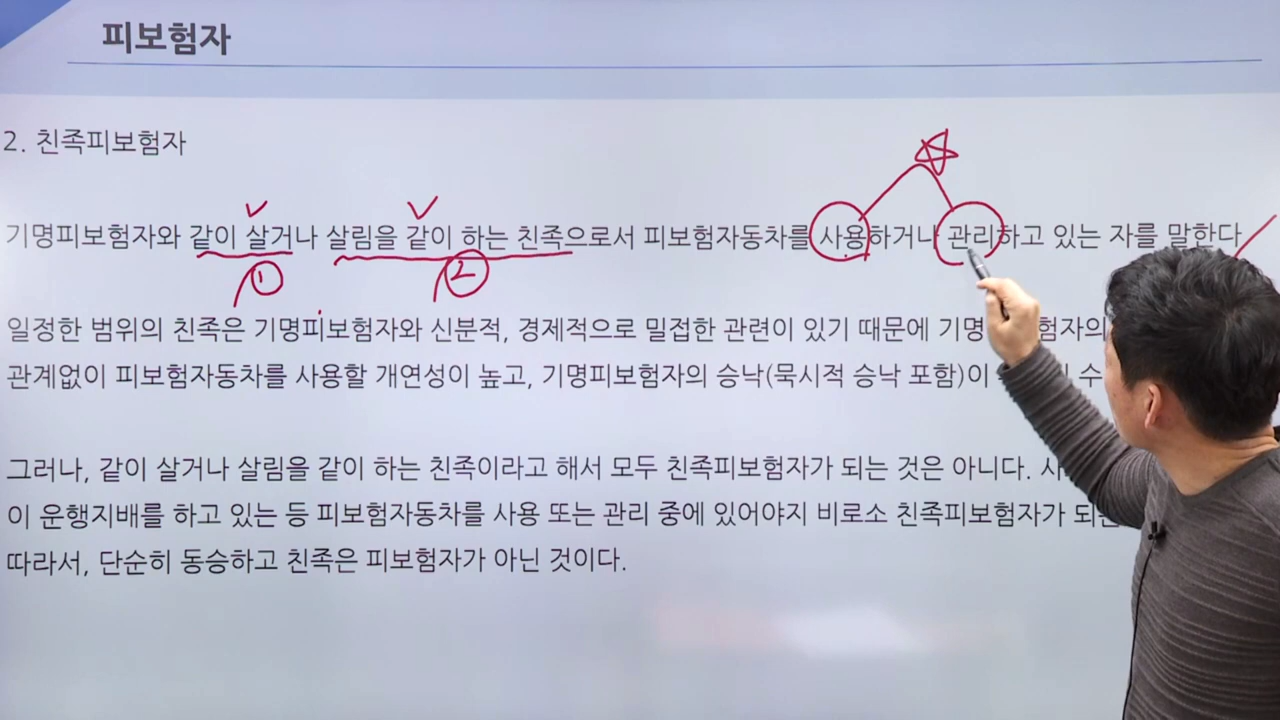 피보험자
2. 친족피보험자
기명피보험자와 같이 살거나 살림을 같이 하는 친족으로서 피보험자동차를 사용하거나 관리하고 있는 자를 말한다
① ②
일정한 범위의 친족은 기명피보험자와 신분적, 경제적으로 밀접한 관련이 있기 때문에
관계없이 피보험자동차를 사용할 개연성이 높고, 기명피보험자의 승낙(묵시적 승낙 포함)이 수
그러나, 같이 살거나 살림을 같이 하는 친족이라고 해서 모두 친족피보험자가 되는 것은 아니다.
이 운행지배를 하고 있는 등 피보험자동차를 사용 또는 관리 중에 있어야지 비로소 친족피보험자가
따라서, 단순히 동승하고 친족은 피보험자가 아닌 것이다.